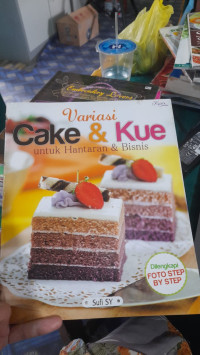 Variasi
Cake & Kue
untuk Hantaran & Bisnis
Dilengkapi
FOTO STEP
BY STEP
Sufi SY.